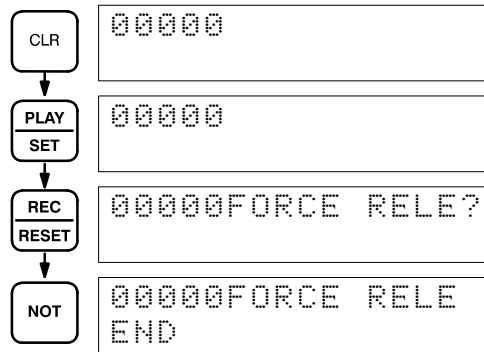 CLR
00000
PLAY
SET
00000
REC
RESET
00000FORCE RELE?
NOT
00000FORCE RELE
END